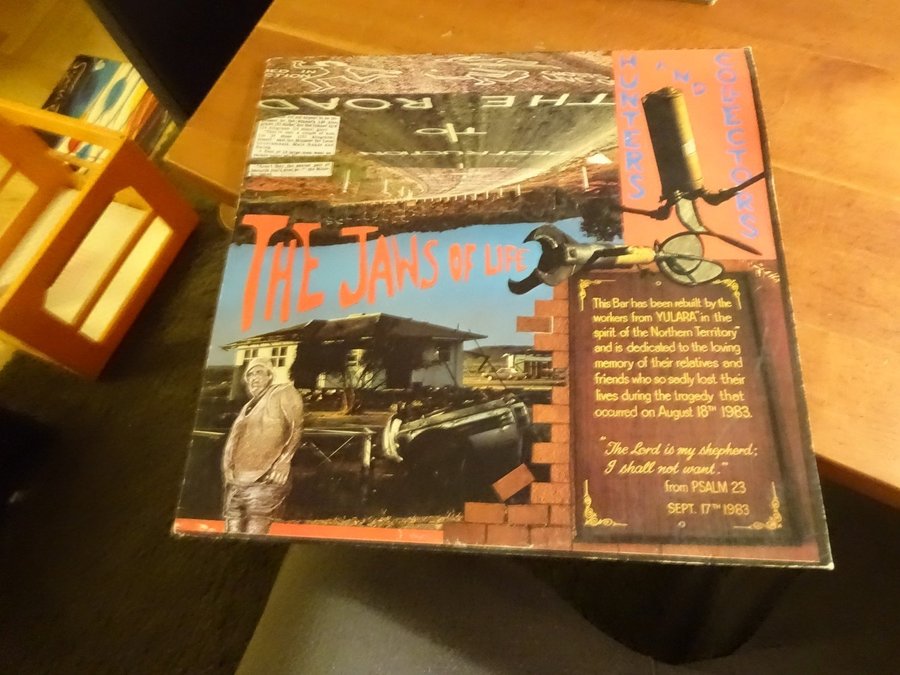 HUNTERS
AND
COLLECTORS
THE ROAD
TO
THE JAWS OF LIFE
This Bar has been rebuilt by the
workers from YULARA "in the
spirit of the Northern Territory"
and is dedicated to the loving
memory of their relatives and
friends who so sadly lost their
lives during the tragedy that
occurred on August 18TH 1983.
"The Lord is my shepherd;
I shall not want."
from PSALM 23
SEPT. 17TH 1983